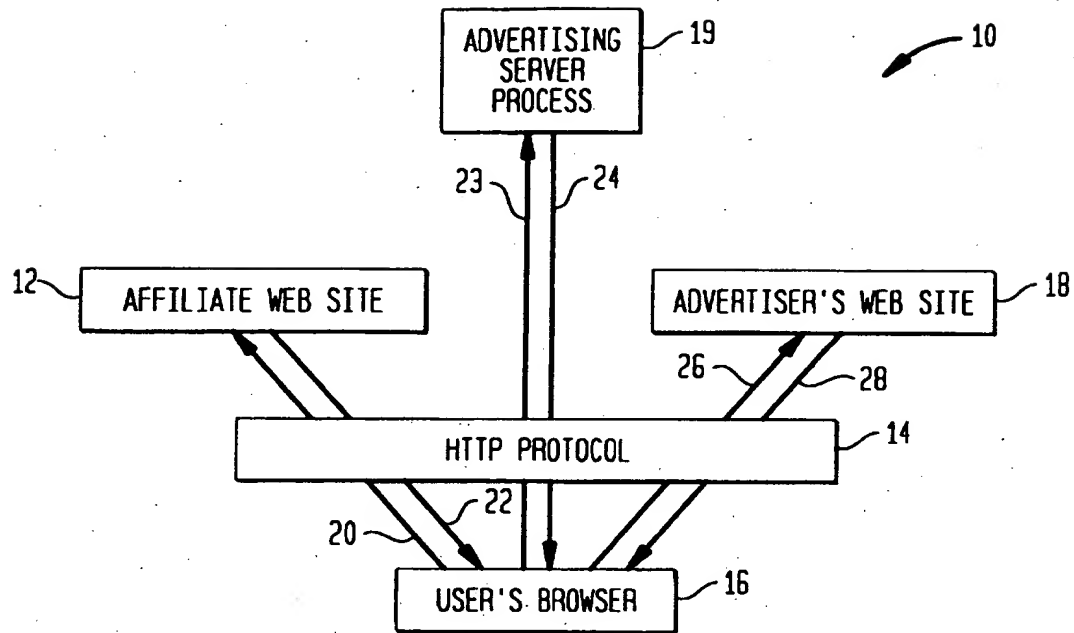 ADVERTISING
SERVER
PROCESS
19
10
23
24
12
AFFILIATE WEB SITE
ADVERTISER'S WEB SITE
18
26
28
HTTP PROTOCOL
14
20
22
USER'S BROWSER
16